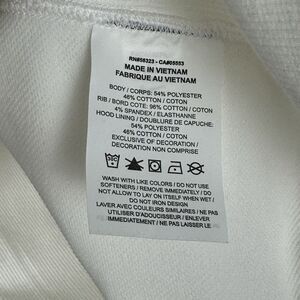 RN#56323 - CA#05553
MADE IN VIETNAM
FABRIQUE AU VIETNAM
BODY / CORPS: 54% POLYESTER
46% COTTON / COTON
RIB / BORD COTE: 96% COTTON / COTON
4% SPANDEX / ELASTHANNE
HOOD LINING / DOUBLURE DE CAPUCHE:
54% POLYESTER
46% COTTON / COTON
EXCLUSIVE OF DECORATION /
DECORATION NON COMPRISE
WASH WITH LIKE COLORS / DO NOT USE
SOFTENERS / REMOVE IMMEDIATELY / DO
NOT ALLOW TO LAY ON ITSELF WHEN WET /
DO NOT IRON DESIGN
LAVER AVEC COULEURS SIMILAIRES / NE PAS
UTILISER D'ADOUCISSEUR / ENLEVER
IMMEDIATEMENT / NE PAS LAISSER LE